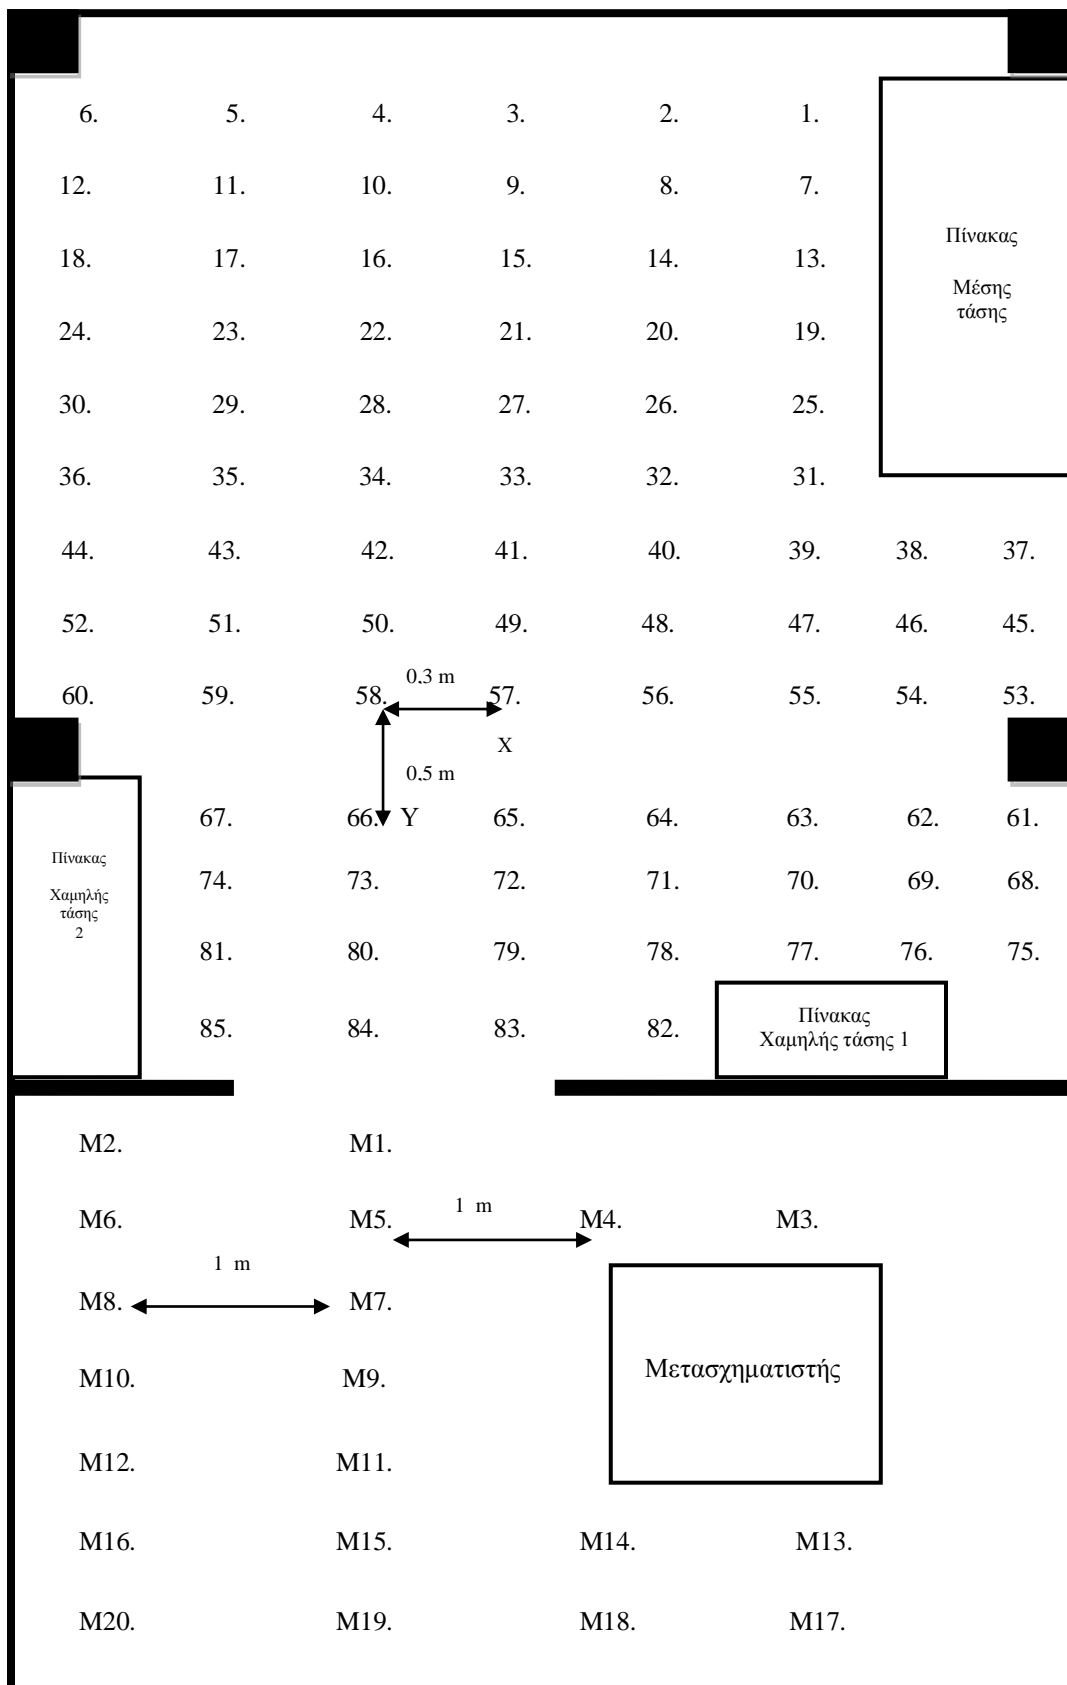 6. 5. 4. 3. 2. 1.
12. 11. 10. 9. 8. 7.
18. 17. 16. 15. 14. 13.
24. 23. 22. 21. 20. 19.
30. 29. 28. 27. 26. 25.
36. 35. 34. 33. 32. 31.
Πίνακας
Μέσης
τάσης
44. 43. 42. 41. 40. 39. 38. 37.
52. 51. 50. 49. 48. 47. 46. 45.
0,3 m
60. 59. 58. 57. 56. 55. 54. 53.
X
0,5 m
67. 66. Y 65. 64. 63. 62. 61.
74. 73. 72. 71. 70. 69. 68.
81. 80. 79. 78. 77. 76. 75.
85. 84. 83. 82.
Πίνακας
Χαμηλής
τάσης
2
Πίνακας
Χαμηλής τάσης 1
M2. M1.
M6. M5. 1 m M4. M3.
1 m
M8. M7.
M10. M9.
Μετασχηματιστής
M12. M11.
M16. M15. M14. M13.
M20. M19. M18. M17.